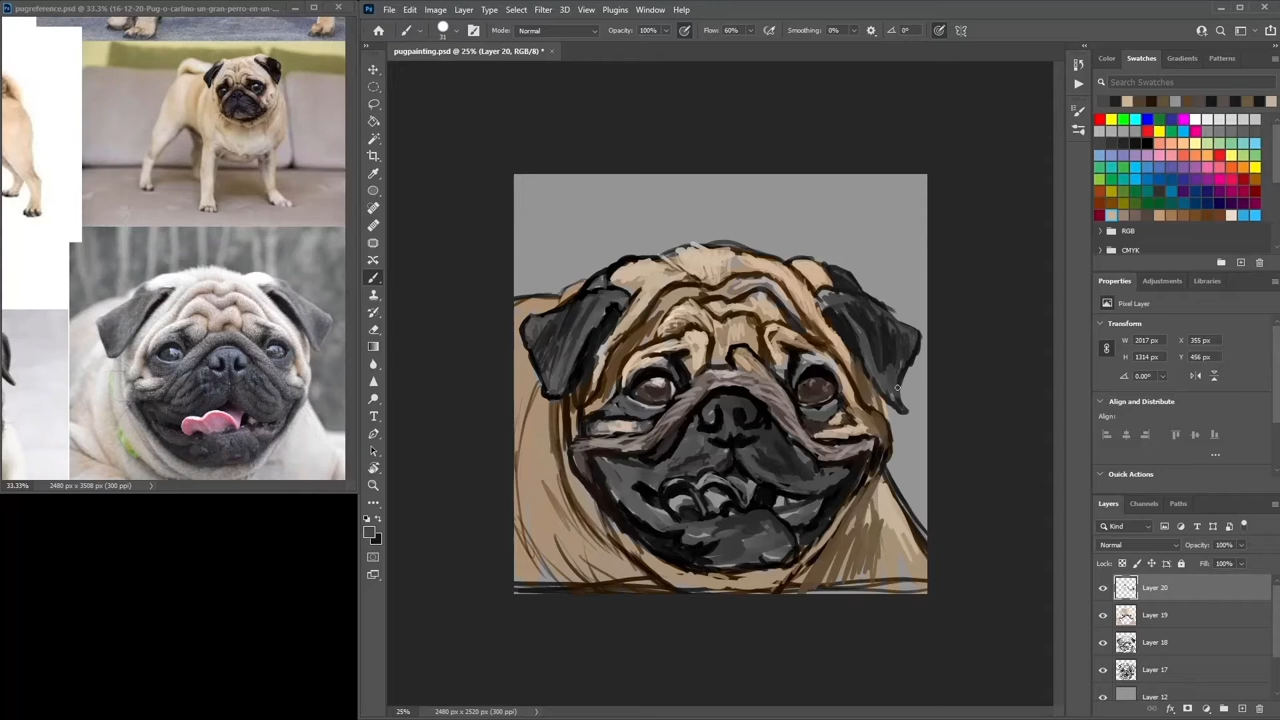 pugreference.psd @ 33.3% (16-12-20-Pug-o-carlino-un-gran-perro-en-un-...
File Edit Image Layer Type Select Filter 3D View Plugins Window Help
31 Mode: Normal Opacity: 100% Flow: 60% Smoothing: 0% 0°
pugpainting.psd @ 25% (Layer 20, RGB/8) *
Color Swatches Gradients Patterns
Search Swatches
RGB
CMYK
Properties Adjustments Libraries
Pixel Layer
Transform
W: 2017 px X: 355 px
H: 1314 px Y: 456 px
0.00°
Align and Distribute
Align:
Quick Actions
33.33% 2480 px x 3508 px (300 ppi)
Layers Channels Paths
Kind
Normal Opacity: 100%
Lock: Fill: 100%
Layer 20
Layer 19
Layer 18
Layer 17
Layer 12
25% 2480 px x 2520 px (300 ppi)